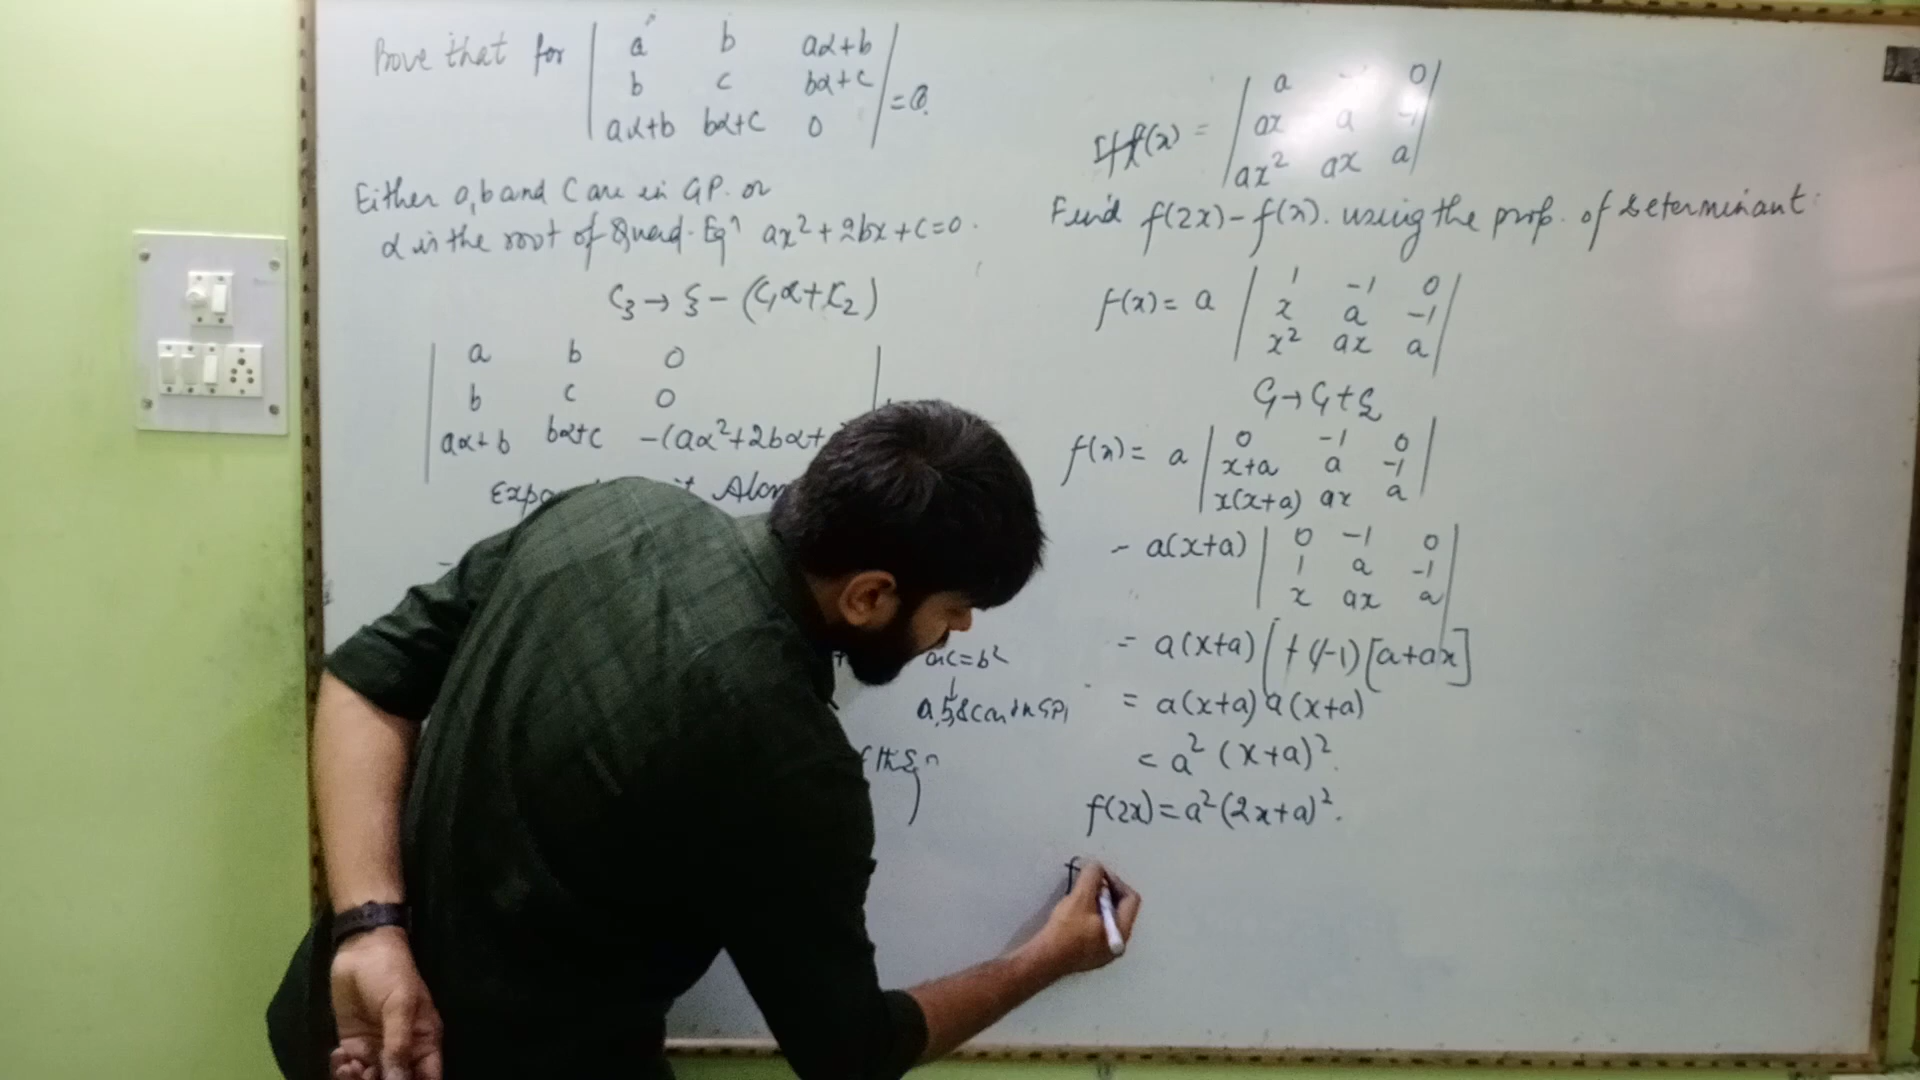 Prove that for | a b aα+b |
| b c bα+c | = 0.
| aα+b bα+c 0 |
Either a, b and C are in GP. or
α is the root of Quad. Eqn ax² + 2bx + c = 0.
C₃ → C₃ - (C₁α + C₂)
| a b 0 |
| b c 0 |
| aα+b bα+c -(aα²+2bα+
ac = b²
↓
a, b, & c are in GP,
If f(x) = | a -1 0 |
| ax a -1 |
| ax² ax a |
Find f(2x) - f(x). using the prop. of determinant.
f(x) = a | 1 -1 0 |
| x a -1 |
| x² ax a |
C₁ → C₁ + C₂
f(x) = a | 0 -1 0 |
| x+a a -1 |
| x(x+a) ax a |
- a(x+a) | 0 -1 0 |
| 1 a -1 |
| x ax a |
= a(x+a) ( + (-1) [a+ax]
= a(x+a) a(x+a)
= a² (x+a)².
f(2x) = a² (2x+a)².
f